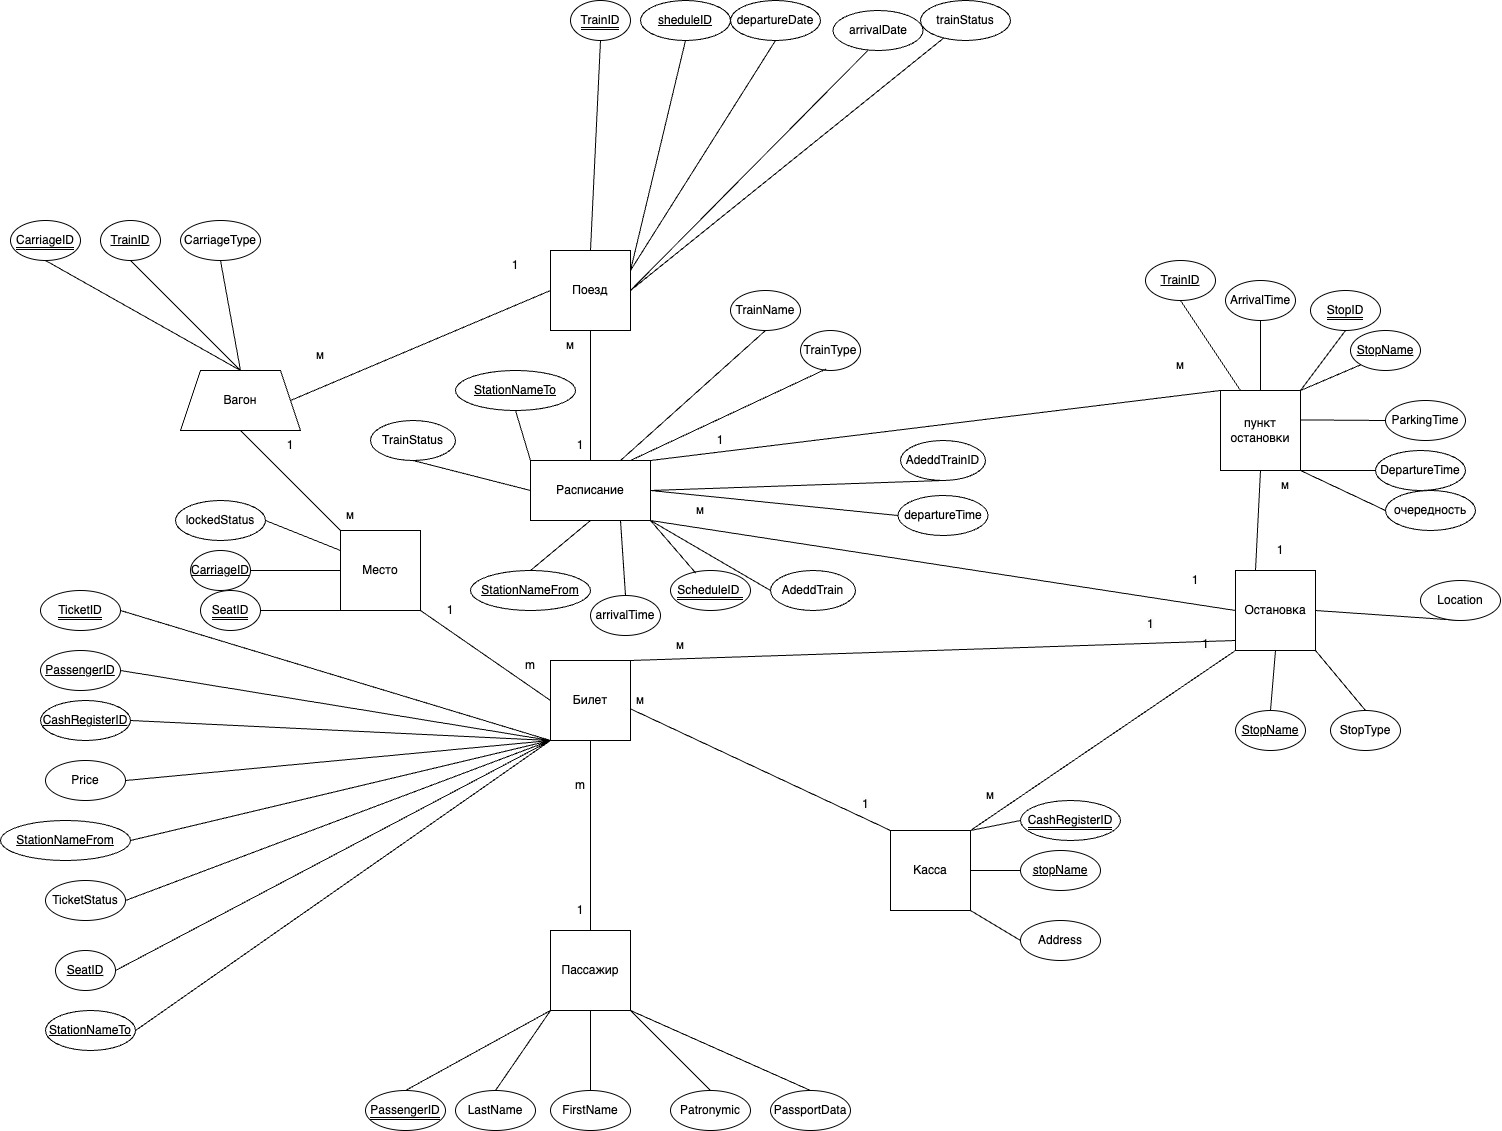 TrainID
sheduleID
departureDate
arrivalDate
trainStatus
CarriageID
TrainID
CarriageType
1
Поезд
м
м
Вагон
1
TrainName
TrainType
StationNameTo
TrainStatus
1
1
Расписание
AdeddTrainID
departureTime
м
StationNameFrom
arrivalTime
ScheduleID
AdeddTrain
TrainID
ArrivalTime
StopID
StopName
м
пункт
остановки
ParkingTime
DepartureTime
очередность
м
1
1
Остановка
Location
1
1
StopName
StopType
м
lockedStatus
CarriageID
SeatID
Место
1
m
м
Билет
м
TicketID
PassengerID
CashRegisterID
Price
StationNameFrom
TicketStatus
SeatID
StationNameTo
m
1
м
1
Касса
CashRegisterID
stopName
Address
Пассажир
PassengerID
LastName
FirstName
Patronymic
PassportData